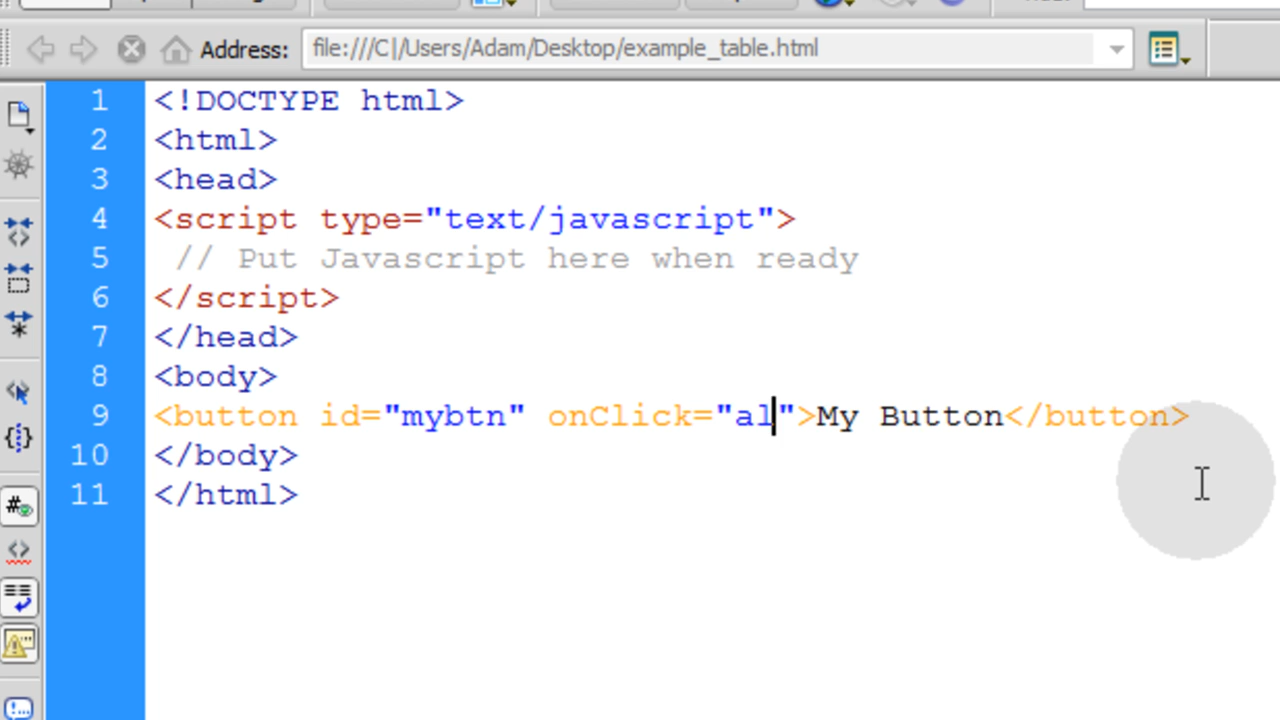 Address: file:///C|/Users/Adam/Desktop/example_table.html
1 <!DOCTYPE html>
2 <html>
3 <head>
4 <script type="text/javascript">
5 // Put Javascript here when ready
6 </script>
7 </head>
8 <body>
9 <button id="mybtn" onClick="al">My Button</button>
10 </body>
11 </html>